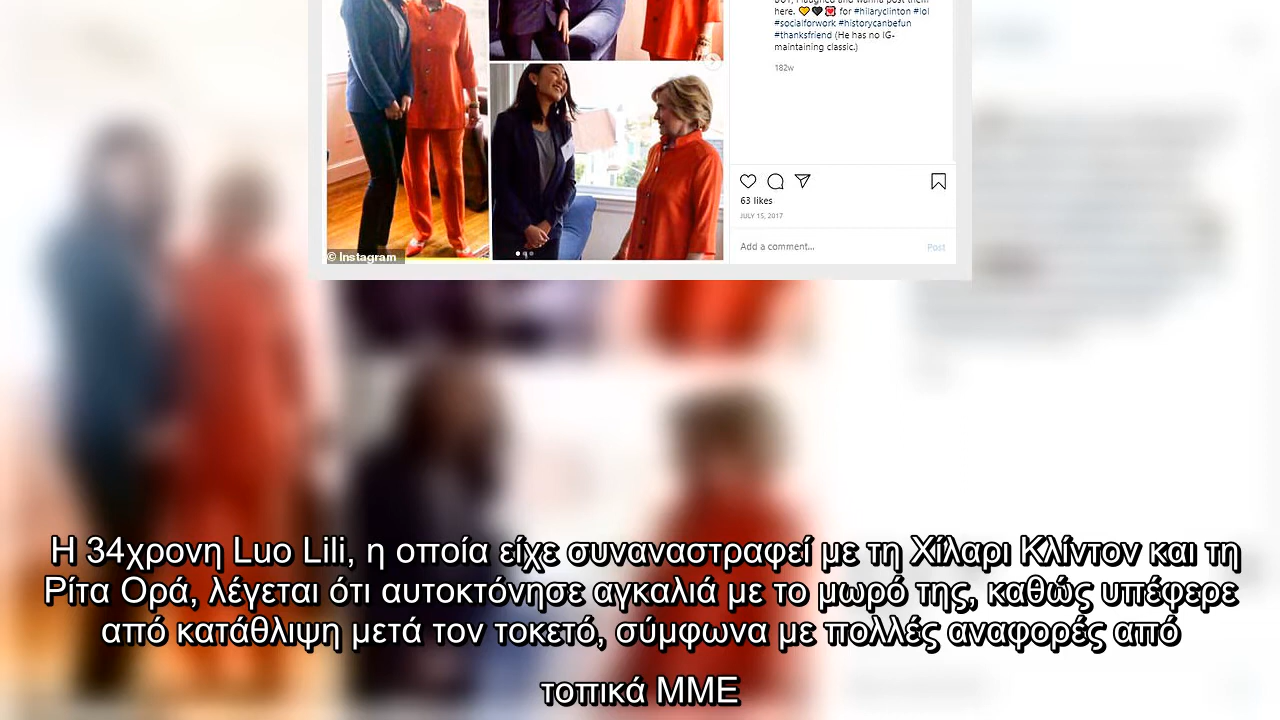 here. 💛🖤💓 for #hilaryclinton #lol
#socialforwork #historycanbefun
#thanksfriend (He has no IG-
maintaining classic.)
182w
63 likes
JULY 15, 2017
Add a comment...
Post
© Instagram
Η 34χρονη Luo Lili, η οποία είχε συναναστραφεί με τη Χίλαρι Κλίντον και τη
Ρίτα Ορά, λέγεται ότι αυτοκτόνησε αγκαλιά με το μωρό της, καθώς υπέφερε
από κατάθλιψη μετά τον τοκετό, σύμφωνα με πολλές αναφορές από
τοπικά ΜΜΕ